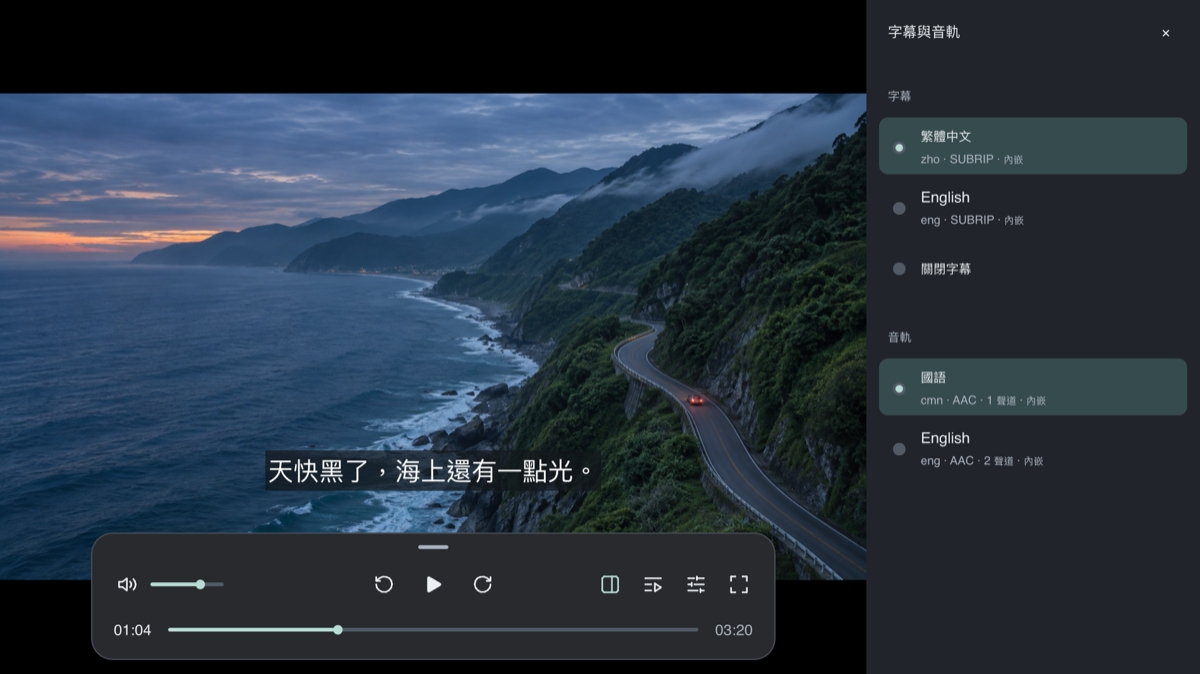 字幕與音軌
字幕
繁體中文
zho · SUBRIP · 內嵌
English
eng · SUBRIP · 內嵌
關閉字幕
音軌
國語
cmn · AAC · 1 聲道 · 內嵌
English
eng · AAC · 2 聲道 · 內嵌
天快黑了，海上還有一點光。
01:04
03:20